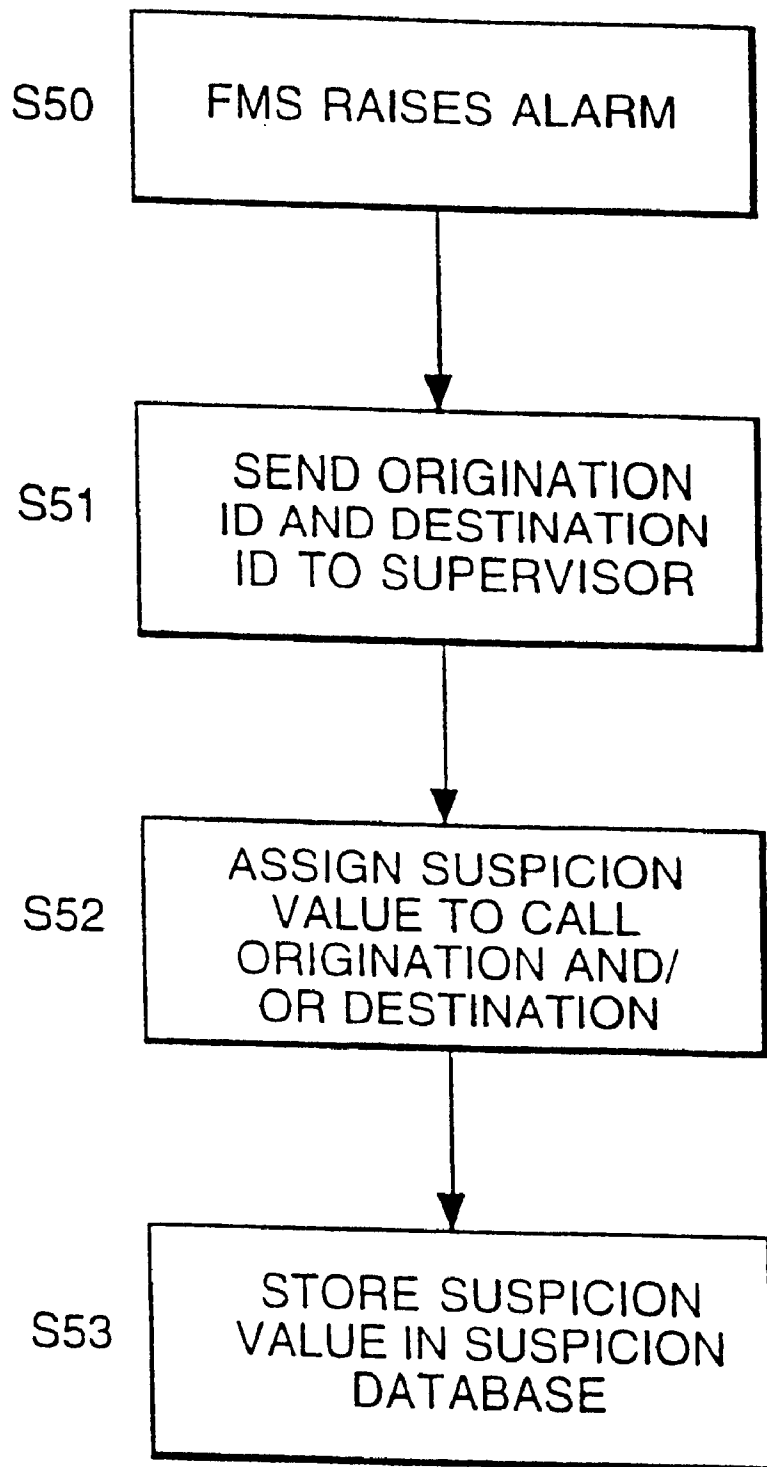 S50
FMS RAISES ALARM
S51
SEND ORIGINATION
ID AND DESTINATION
ID TO SUPERVISOR
S52
ASSIGN SUSPICION
VALUE TO CALL
ORIGINATION AND/
OR DESTINATION
S53
STORE SUSPICION
VALUE IN SUSPICION
DATABASE